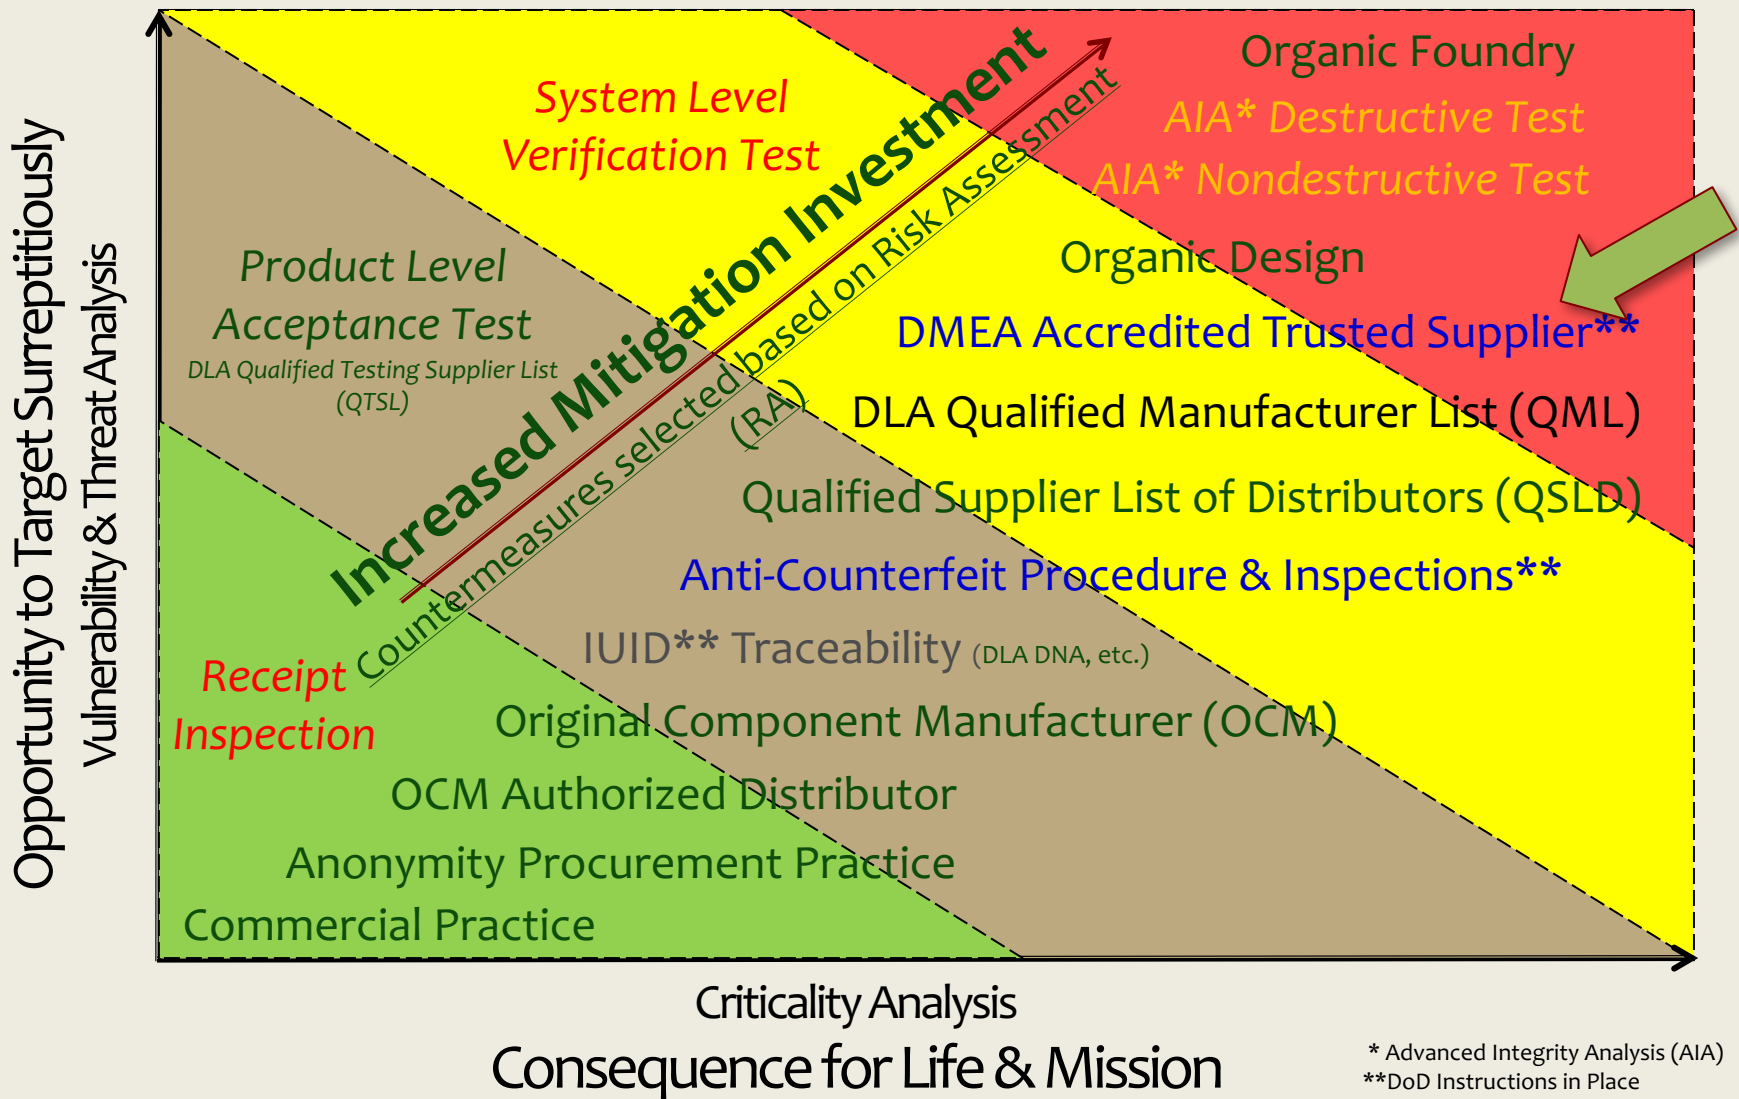 Opportunity to Target Surreptitiously
Vulnerability & Threat Analysis
System Level
Verification Test
Organic Foundry
AIA* Destructive Test
AIA* Nondestructive Test
Increased Mitigation Investment
Countermeasures selected based on Risk Assessment
(RA)
Product Level
Acceptance Test
DLA Qualified Testing Supplier List
(QTSL)
Organic Design
DMEA Accredited Trusted Supplier**
DLA Qualified Manufacturer List (QML)
Qualified Supplier List of Distributors (QSLD)
Anti-Counterfeit Procedure & Inspections**
IUID** Traceability (DLA DNA, etc.)
Receipt
Inspection
Original Component Manufacturer (OCM)
OCM Authorized Distributor
Anonymity Procurement Practice
Commercial Practice
Criticality Analysis
Consequence for Life & Mission
* Advanced Integrity Analysis (AIA)
**DoD Instructions in Place